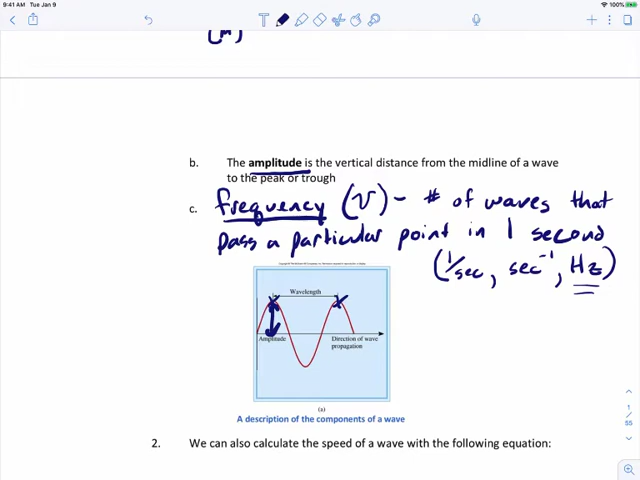 9:41 AM Tue Jan 9
100%
(m)
b. The amplitude is the vertical distance from the midline of a wave
to the peak or trough
c. frequency (ν) – # of waves that
pass a particular point in 1 second
(1/sec, sec⁻¹, Hz)
Wavelength
Amplitude
Direction of wave
propagation
(a)
A description of the components of a wave
2. We can also calculate the speed of a wave with the following equation:
1
/
55